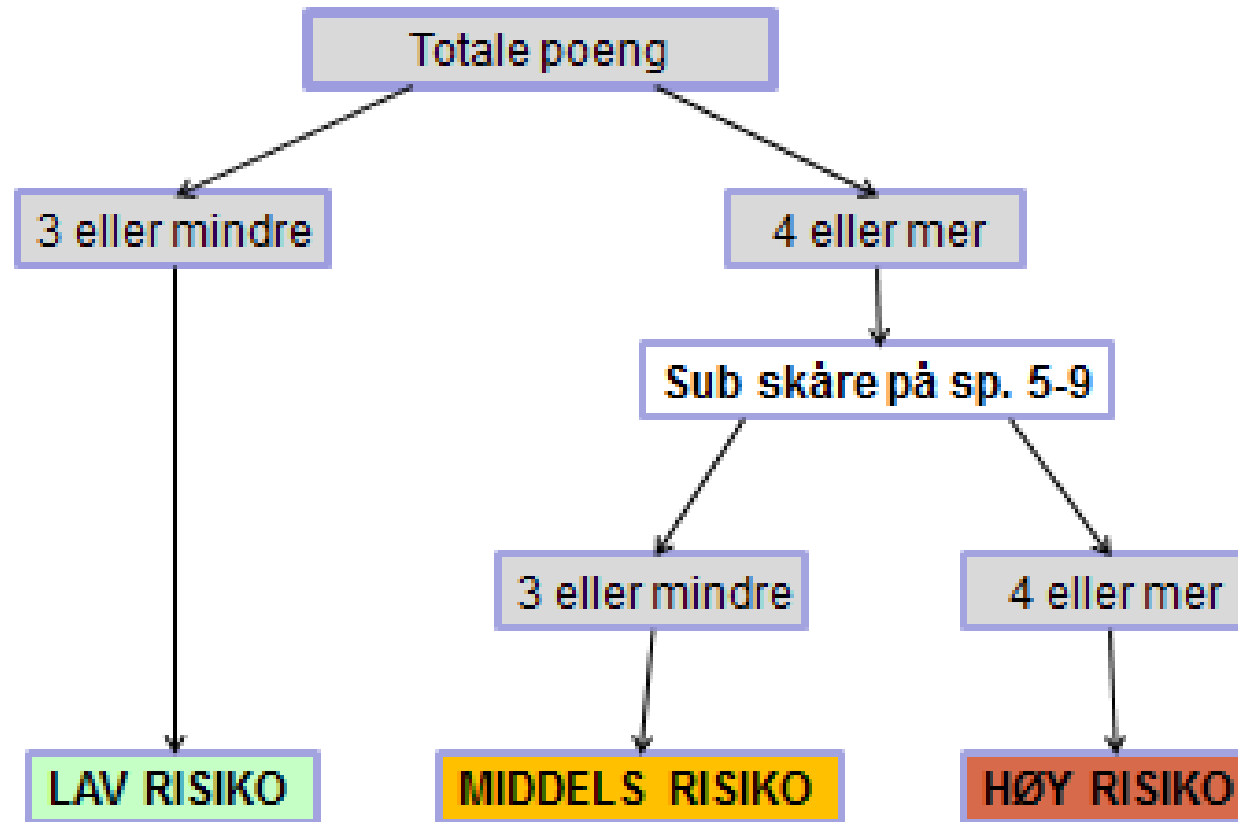 Totale poeng
3 eller mindre
4 eller mer
Sub skåre på sp. 5-9
3 eller mindre
4 eller mer
LAV RISIKO
MIDDELS RISIKO
HØY RISIKO